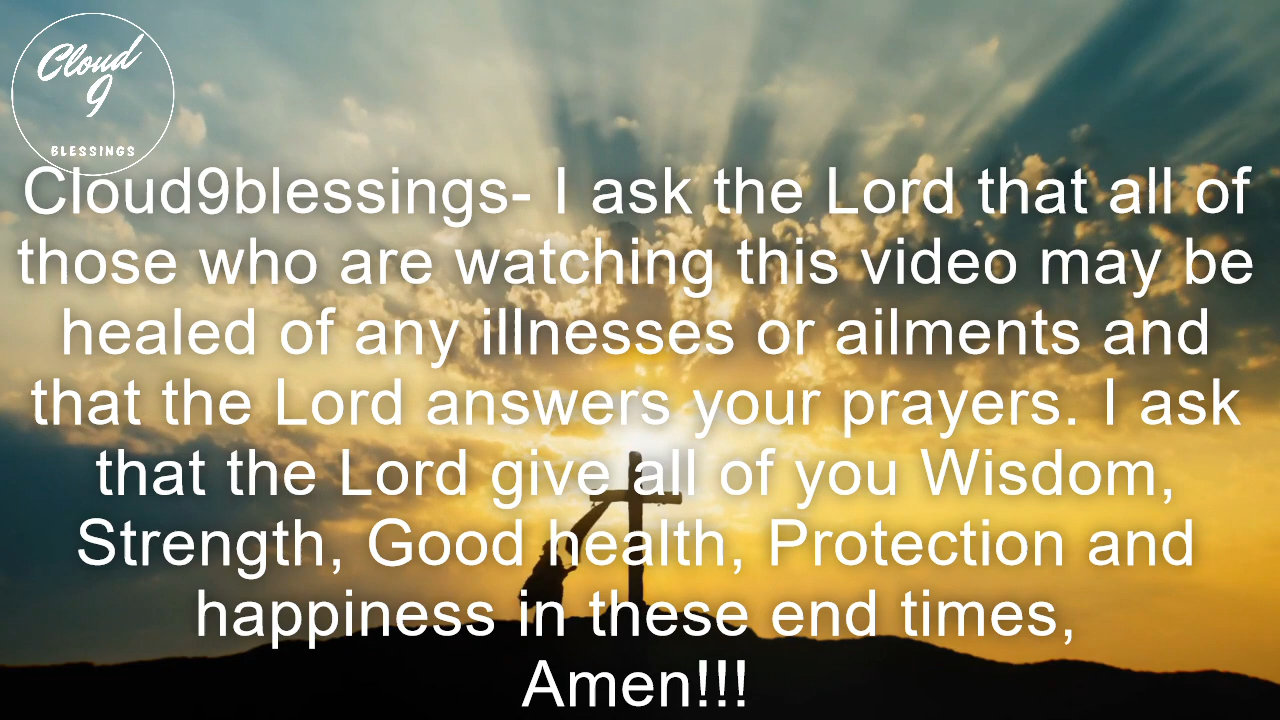 Cloud
9
BLESSINGS
Cloud9blessings- I ask the Lord that all of
those who are watching this video may be
healed of any illnesses or ailments and
that the Lord answers your prayers. I ask
that the Lord give all of you Wisdom,
Strength, Good health, Protection and
happiness in these end times,
Amen!!!